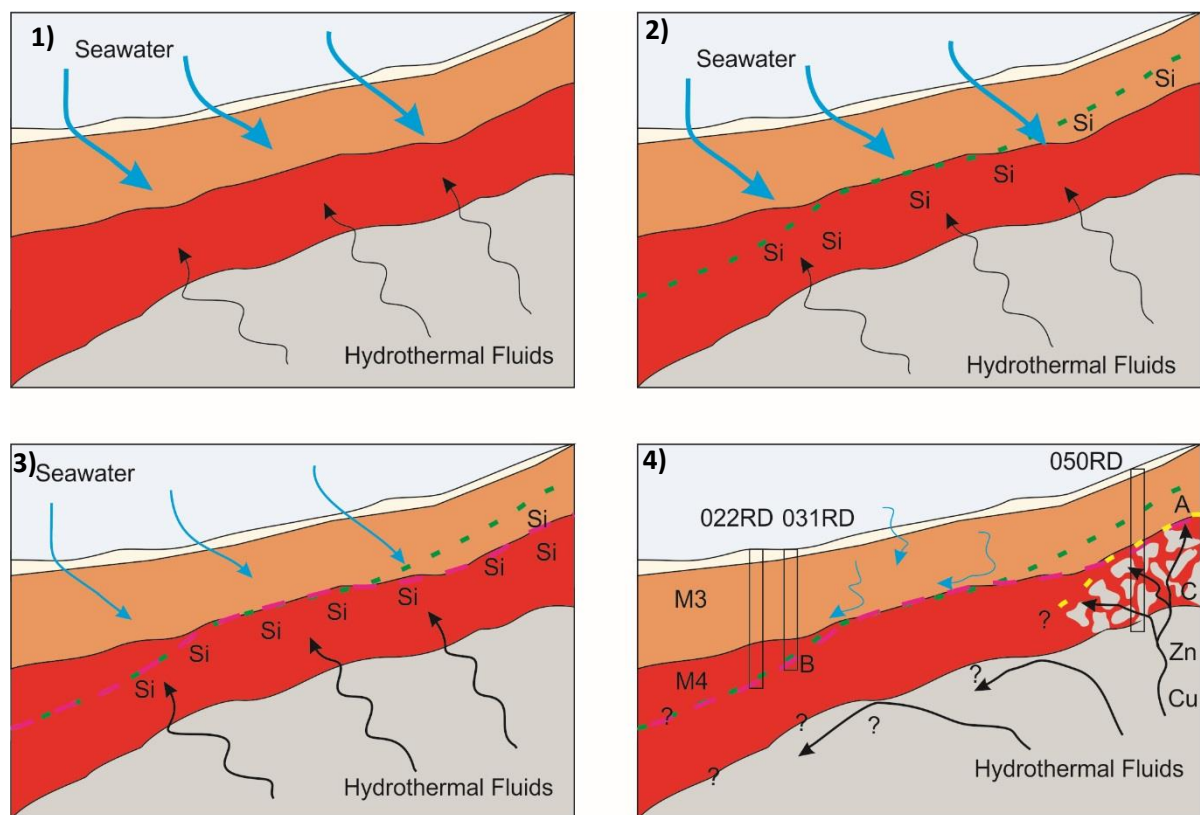 1)
Seawater
Hydrothermal Fluids
2)
Seawater
Si
Si
Si
Si
Si
Si
Hydrothermal Fluids
3)
Seawater
Si
Si
Si
Si
Si
Si
Si
Hydrothermal Fluids
4)
050RD
022RD 031RD
A
M3
C
?
B
Zn
M4
?
Cu
?
?
?
?
Hydrothermal Fluids